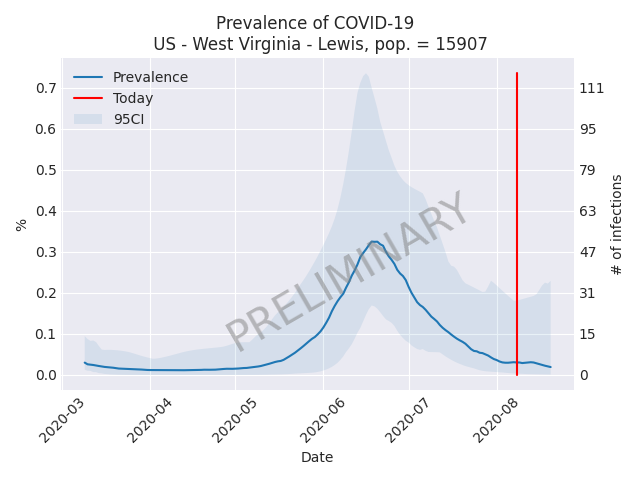 Prevalence of COVID-19
US - West Virginia - Lewis, pop. = 15907
Prevalence
Today
95CI
0.7
0.6
0.5
0.4
0.3
0.2
0.1
0.0
%
111
95
79
63
47
31
15
0
# of infections
PRELIMINARY
2020-03
2020-04
2020-05
2020-06
2020-07
2020-08
Date